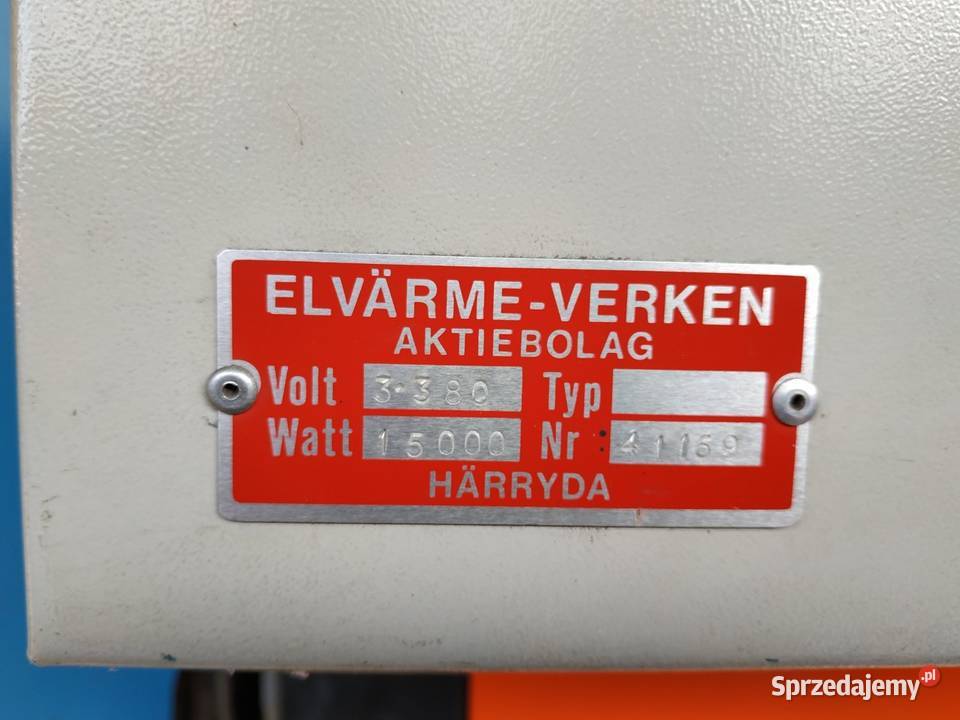 ELVÄRME-VERKEN
AKTIEBOLAG
Volt 3·380 Typ
Watt 15000 Nr 41169
HÄRRYDA
Sprzedajemy.pl